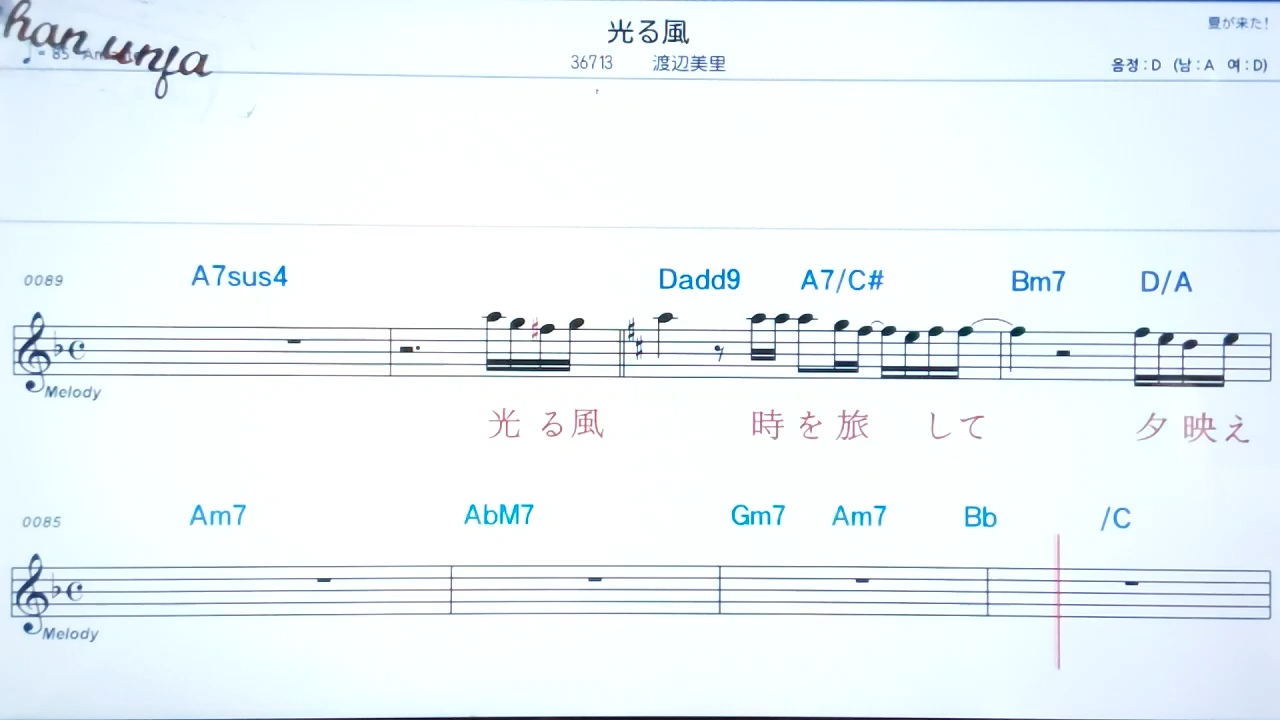 han unfa
光る風
夏が来た!
♩= 85
36713 渡辺美里
음정 : D (남 : A 여 : D)
0089 A7sus4 Dadd9 A7/C# Bm7 D/A
Melody
光 る 風 時 を 旅 して 夕 映 え
0085 Am7 AbM7 Gm7 Am7 Bb /C
Melody